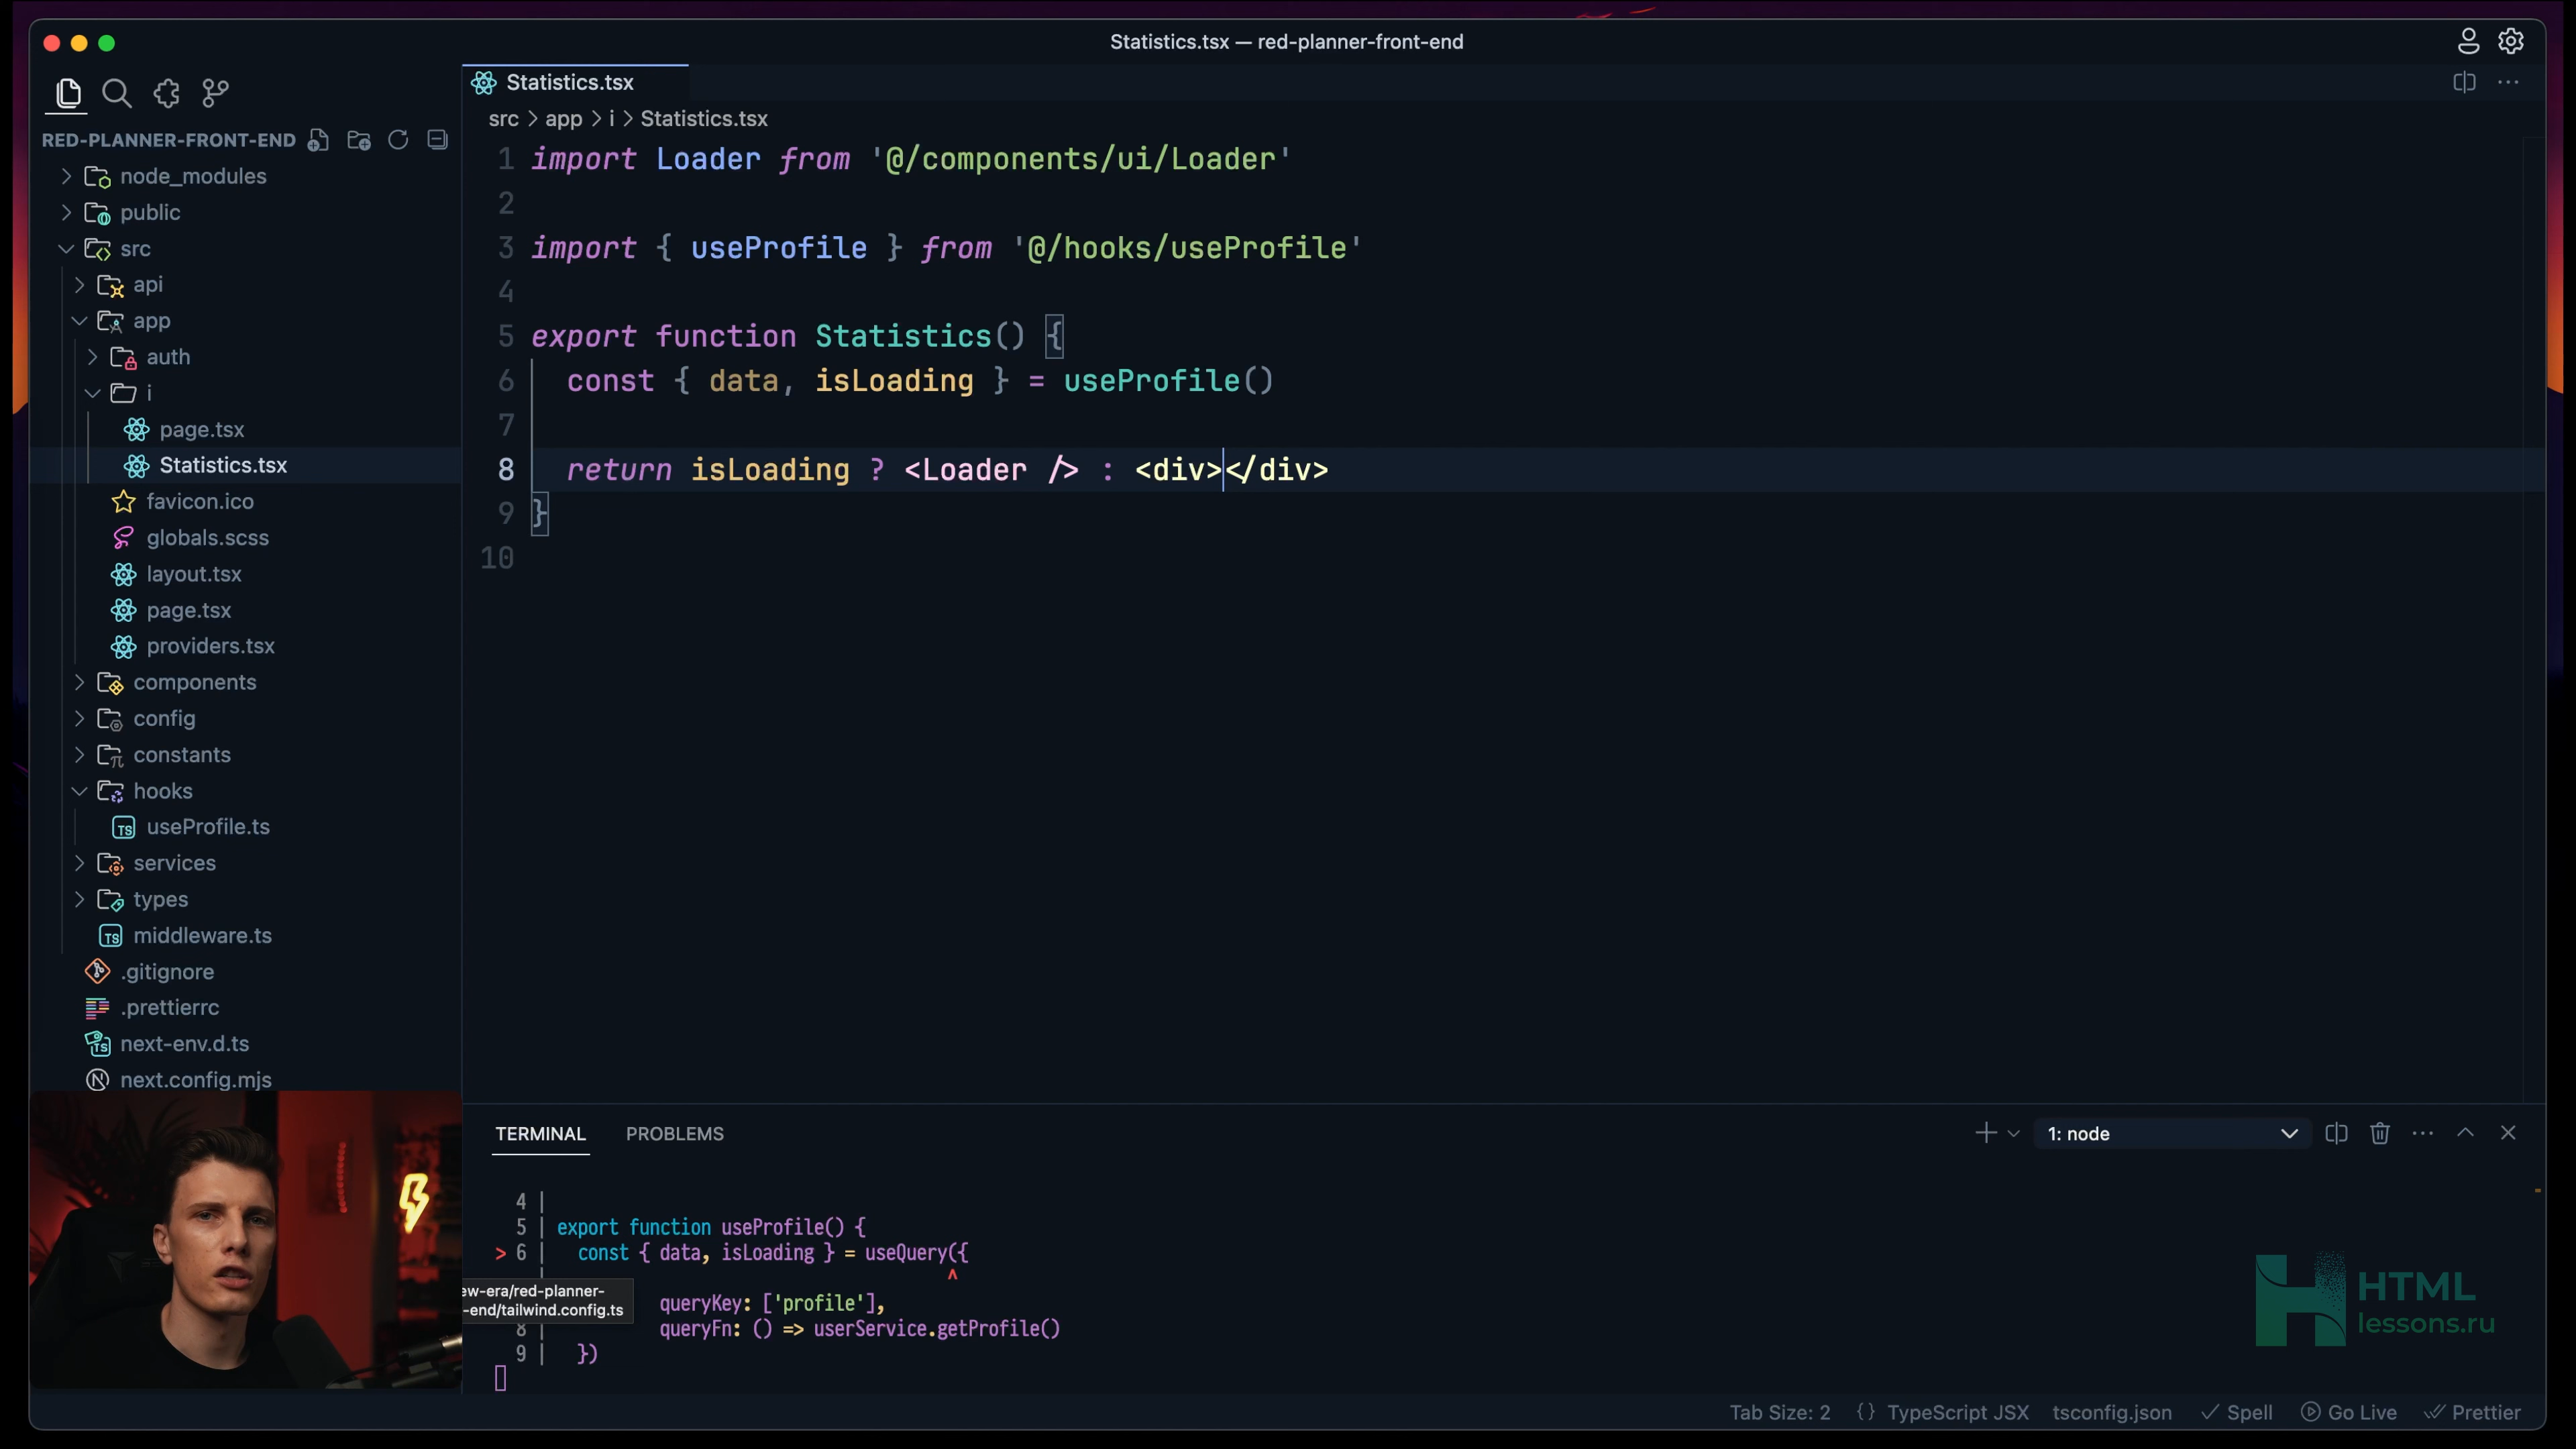 Statistics.tsx — red-planner-front-end
RED-PLANNER-FRONT-END
node_modules
public
src
api
app
auth
i
page.tsx
Statistics.tsx
favicon.ico
globals.scss
layout.tsx
page.tsx
providers.tsx
components
config
constants
hooks
useProfile.ts
services
types
middleware.ts
.gitignore
.prettierrc
next-env.d.ts
next.config.mjs
Statistics.tsx
src > app > i > Statistics.tsx
1 import Loader from '@/components/ui/Loader'
2
3 import { useProfile } from '@/hooks/useProfile'
4
5 export function Statistics() {
6 const { data, isLoading } = useProfile()
7
8 return isLoading ? <Loader /> : <div></div>
9 }
10
TERMINAL PROBLEMS
1: node
4 |
5 | export function useProfile() {
> 6 | const { data, isLoading } = useQuery({
| ^
ew-era/red-planner-
-end/tailwind.config.ts
queryKey: ['profile'],
8 | queryFn: () => userService.getProfile()
9 | })
HTML
lessons.ru
Tab Size: 2 {} TypeScript JSX tsconfig.json Spell Go Live Prettier